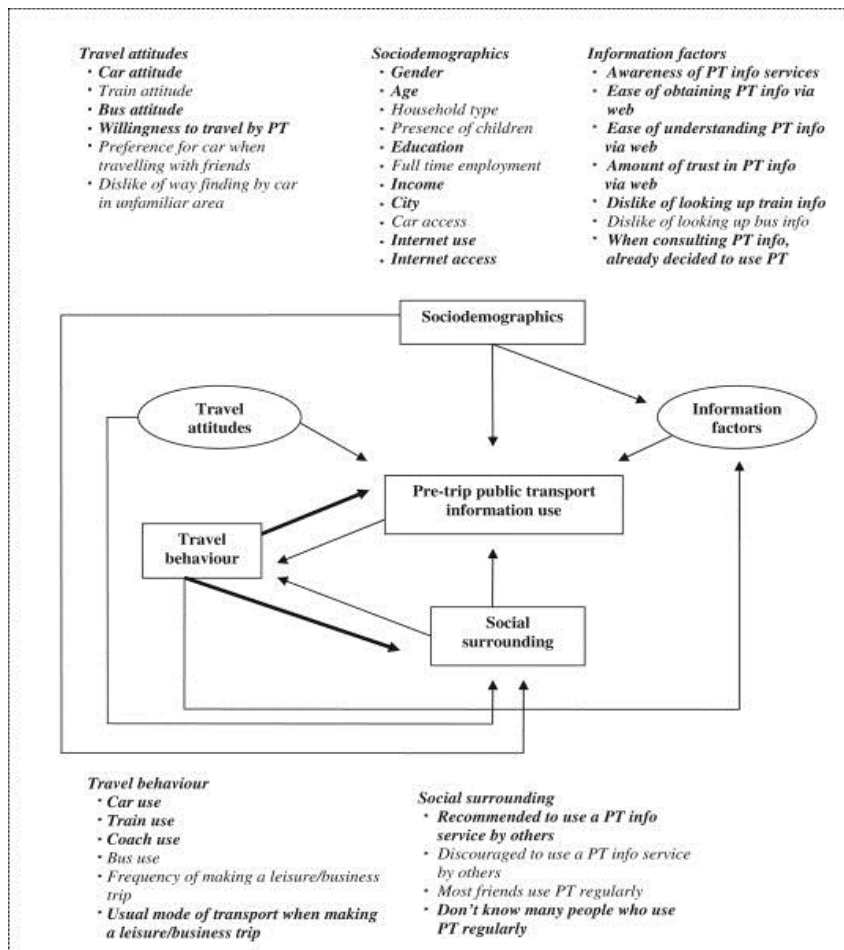 Travel attitudes
• Car attitude
• Train attitude
• Bus attitude
• Willingness to travel by PT
• Preference for car when
travelling with friends
• Dislike of way finding by car
in unfamiliar area
Sociodemographics
• Gender
• Age
• Household type
• Presence of children
• Education
• Full time employment
• Income
• City
• Car access
• Internet use
• Internet access
Information factors
• Awareness of PT info services
• Ease of obtaining PT info via
web
• Ease of understanding PT info
via web
• Amount of trust in PT info
via web
• Dislike of looking up train info
• Dislike of looking up bus info
• When consulting PT info,
already decided to use PT
Sociodemographics
Travel
attitudes
Information
factors
Pre-trip public transport
information use
Travel
behaviour
Social
surrounding
Travel behaviour
• Car use
• Train use
• Coach use
• Bus use
• Frequency of making a leisure/business
trip
• Usual mode of transport when making
a leisure/business trip
Social surrounding
• Recommended to use a PT info
service by others
• Discouraged to use a PT info service
by others
• Most friends use PT regularly
• Don't know many people who use
PT regularly